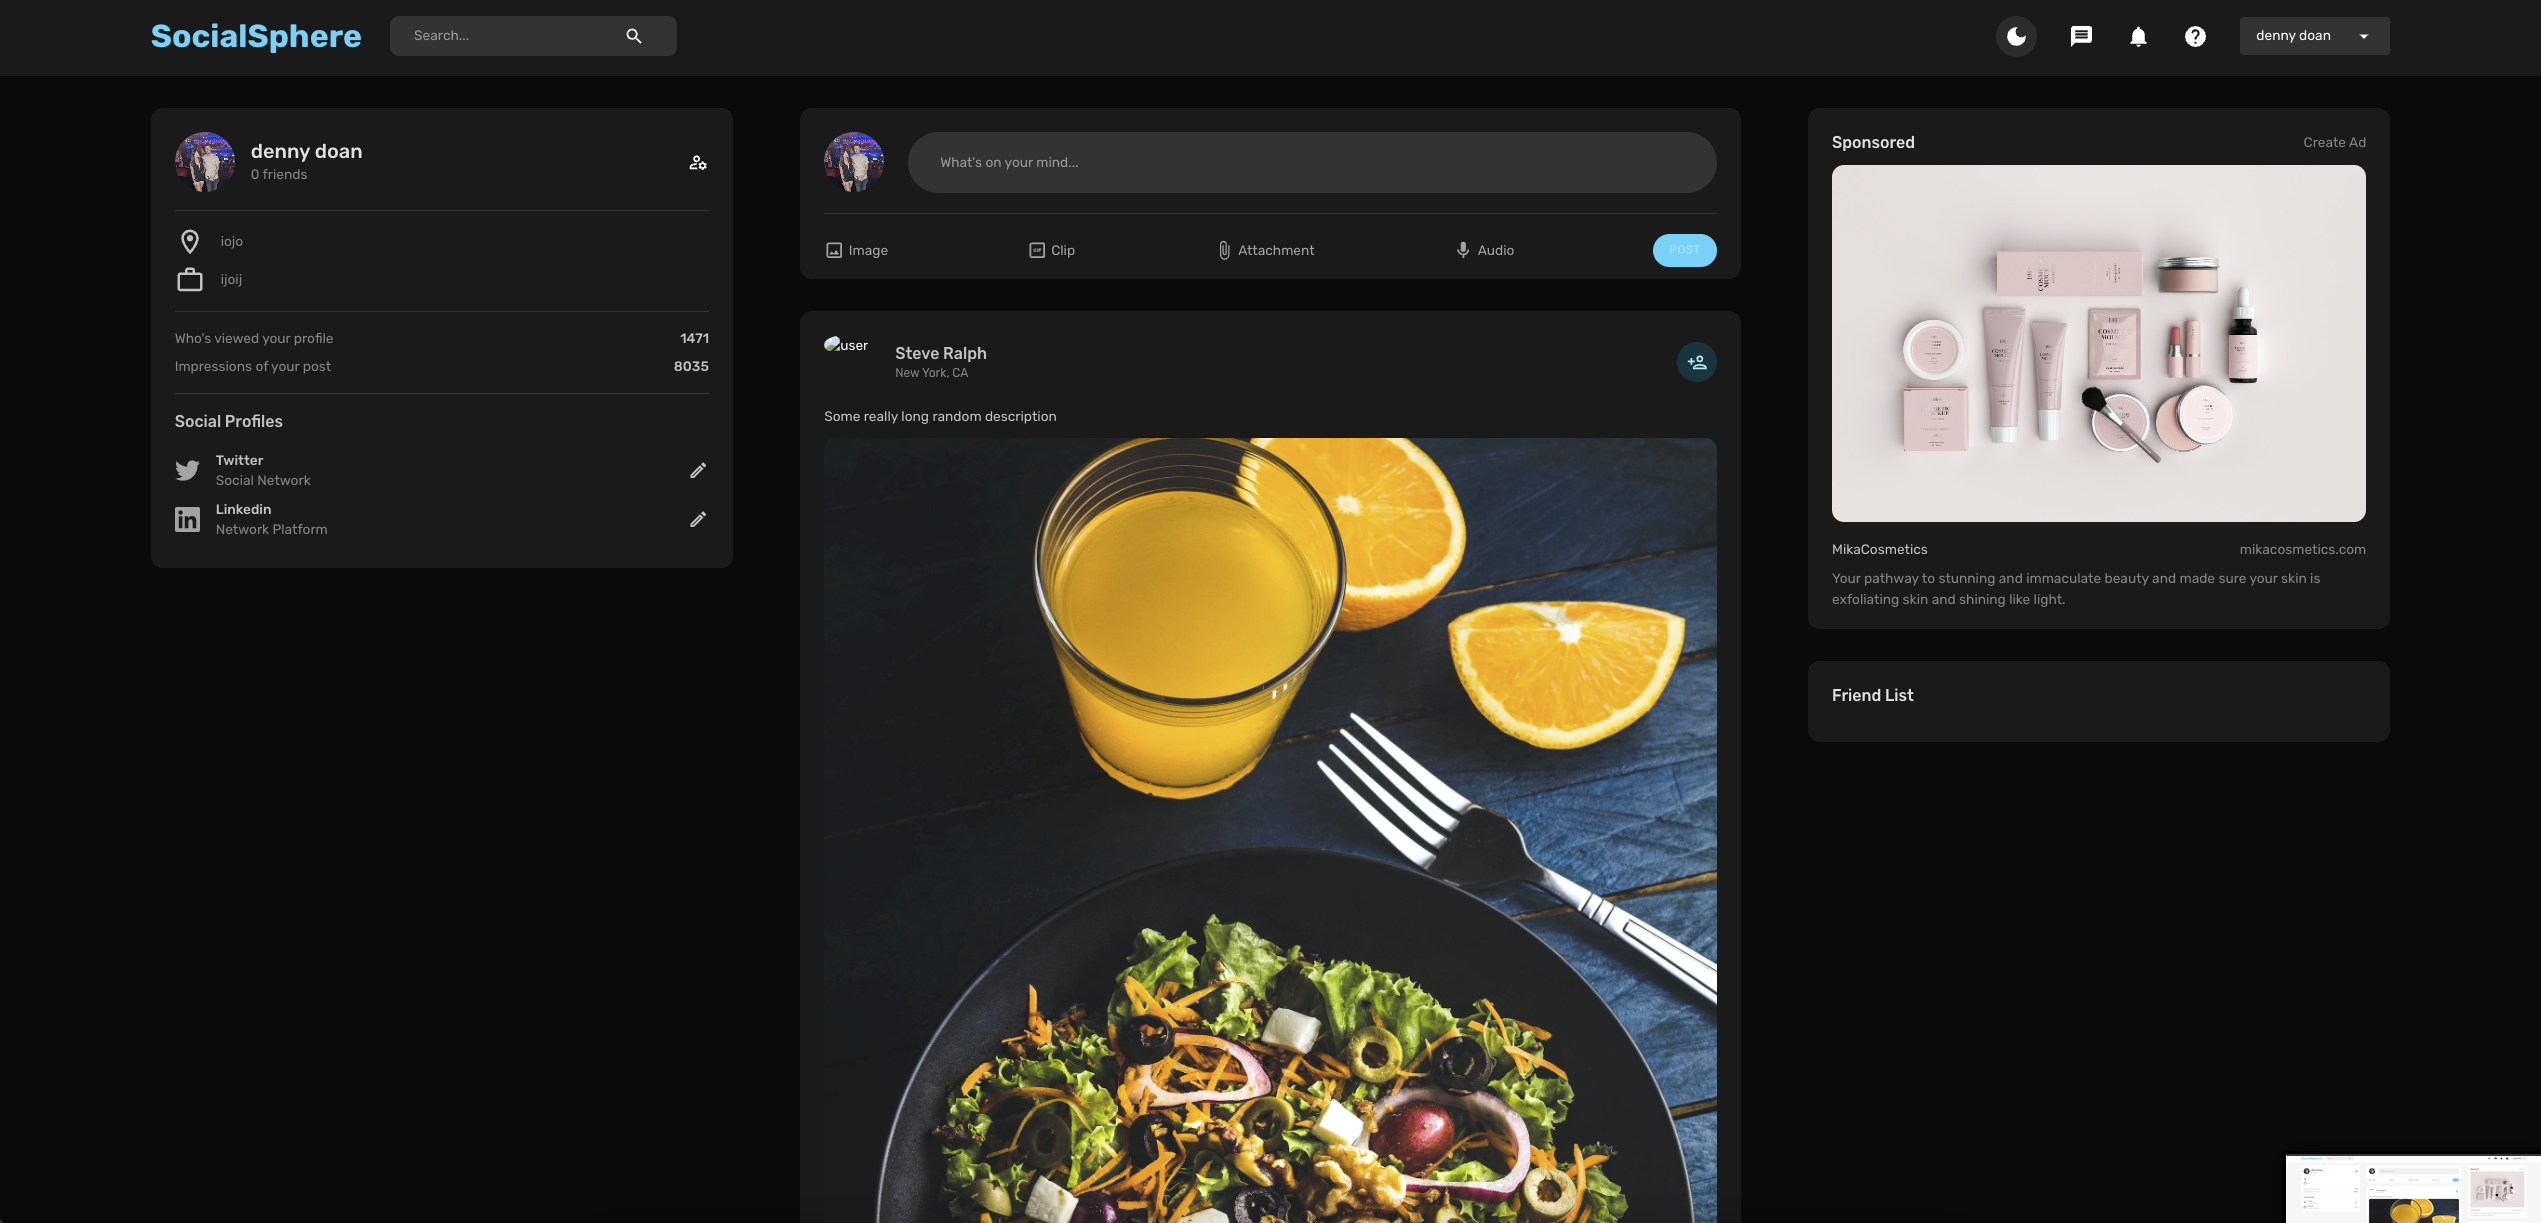 SocialSphere
Search...
denny doan
denny doan
0 friends
iojo
ijoij
Who's viewed your profile
1471
Impressions of your post
8035
Social Profiles
Twitter
Social Network
Linkedin
Network Platform
What's on your mind...
Image
Clip
Attachment
Audio
POST
user
Steve Ralph
New York, CA
Some really long random description
Sponsored
Create Ad
MikaCosmetics
mikacosmetics.com
Your pathway to stunning and immaculate beauty and made sure your skin is
exfoliating skin and shining like light.
Friend List
SocialSphere